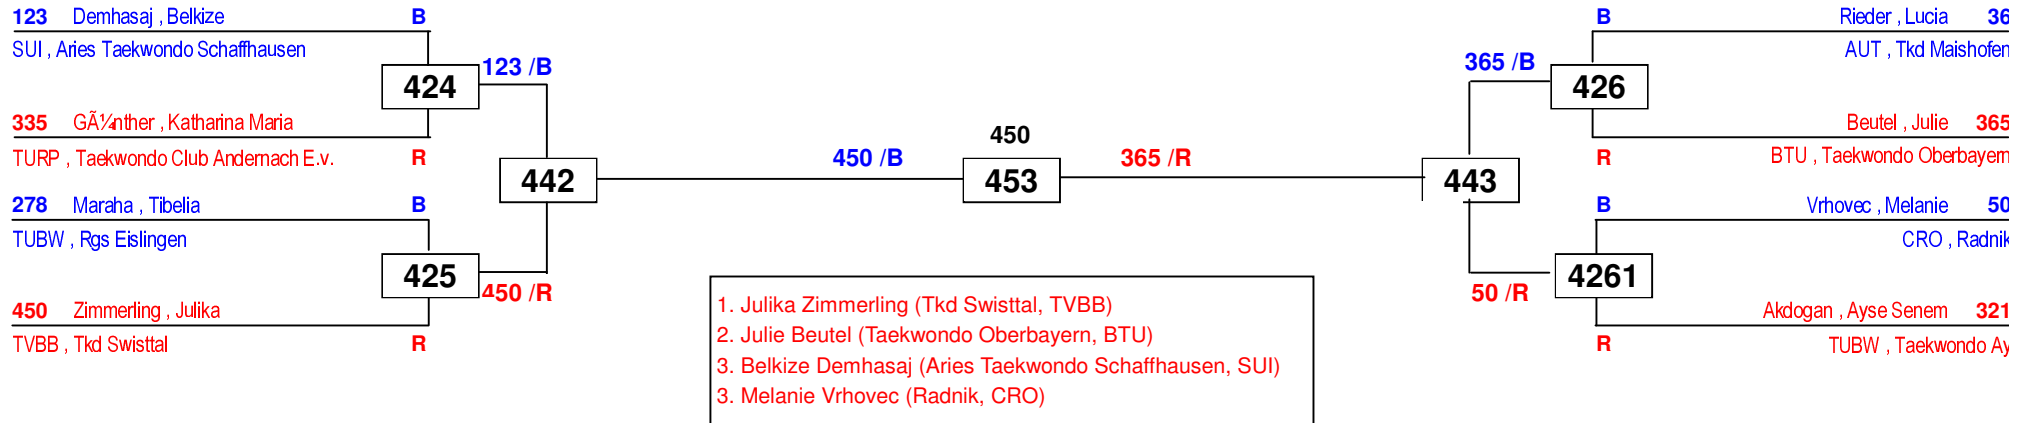 123 Demhasaj , Belkize B
SUI , Aries Taekwondo Schaffhausen
424
123 /B
335 GÃ¼nther , Katharina Maria
TURP , Taekwondo Club Andernach E.v. R
442
278 Maraha , Tibelia B
TUBW , Rgs Eislingen
425
450 /R
450 Zimmerling , Julika
TVBB , Tkd Swisttal R
450 /B
450
453
365 /R
B Rieder , Lucia 36
AUT , Tkd Maishofen
365 /B
426
Beutel , Julie 365
R BTU , Taekwondo Oberbayern
443
B Vrhovec , Melanie 50
CRO , Radnik
4261
50 /R
Akdogan , Ayse Senem 321
R TUBW , Taekwondo Ay
1. Julika Zimmerling (Tkd Swisttal, TVBB)
2. Julie Beutel (Taekwondo Oberbayern, BTU)
3. Belkize Demhasaj (Aries Taekwondo Schaffhausen, SUI)
3. Melanie Vrhovec (Radnik, CRO)